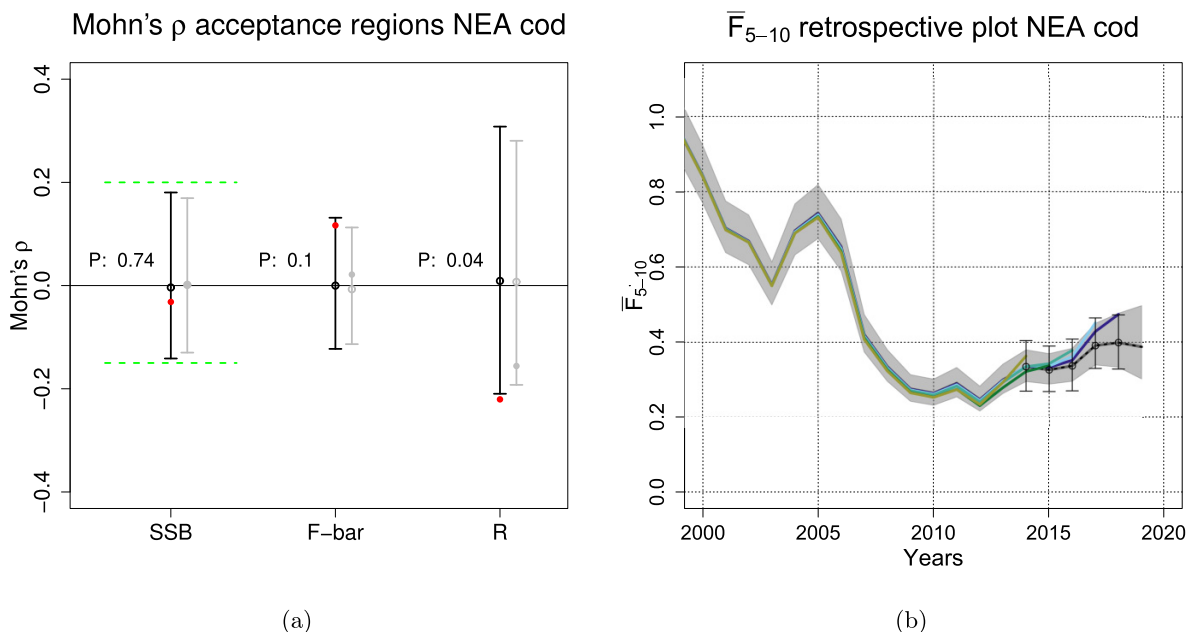 Mohn's ρ acceptance regions NEA cod
Mohn's ρ
0.4
0.2
0.0
−0.2
−0.4
P: 0.74
P: 0.1
P: 0.04
SSB
F−bar
R
(a)
F̅5−10 retrospective plot NEA cod
F̅5−10
1.0
0.8
0.6
0.4
0.2
0.0
2000
2005
2010
2015
2020
Years
(b)